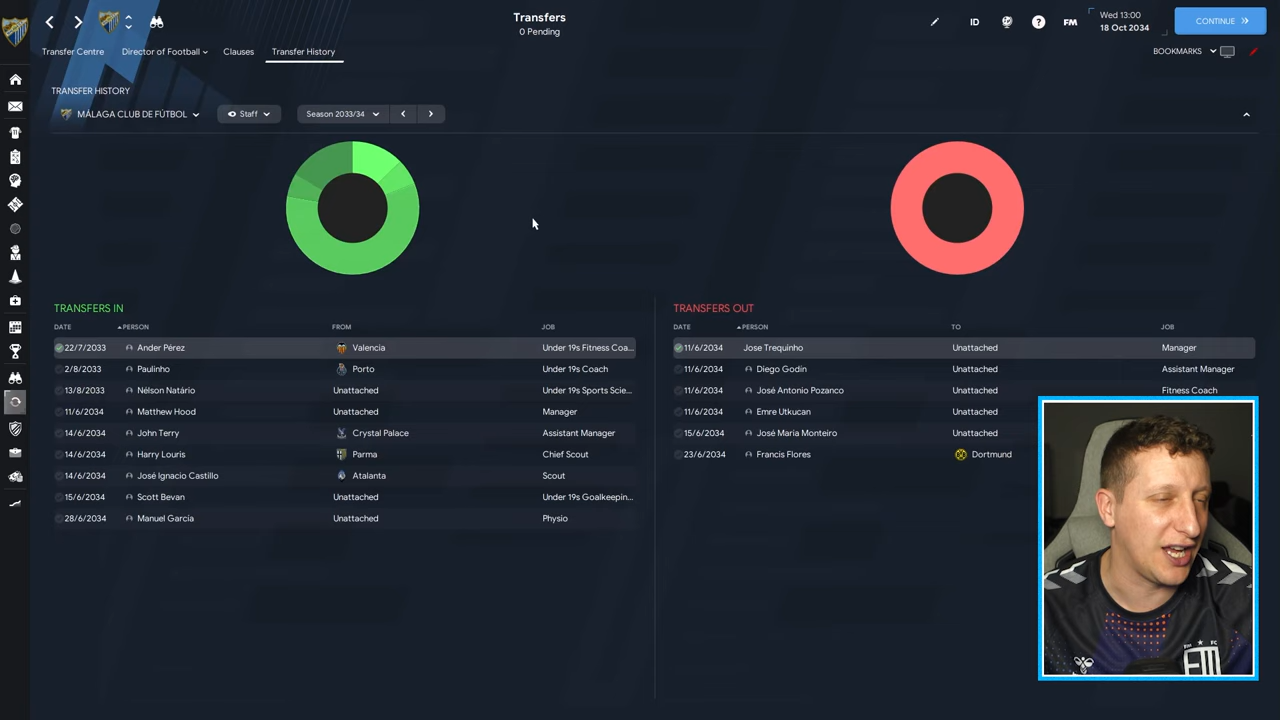 Transfers
0 Pending
ID
FM
Wed 13:00
18 Oct 2034
CONTINUE
Transfer Centre
Director of Football
Clauses
Transfer History
BOOKMARKS
TRANSFER HISTORY
MÁLAGA CLUB DE FÚTBOL
Staff
Season 2033/34
TRANSFERS IN
DATE PERSON FROM JOB
22/7/2033 Ander Pérez Valencia Under 19s Fitness Coa...
2/8/2033 Paulinho Porto Under 19s Coach
13/8/2033 Nélson Natário Unattached Under 19s Sports Scie...
11/6/2034 Matthew Hood Unattached Manager
14/6/2034 John Terry Crystal Palace Assistant Manager
14/6/2034 Harry Louris Parma Chief Scout
14/6/2034 José Ignacio Castillo Atalanta Scout
15/6/2034 Scott Bevan Unattached Under 19s Goalkeepin...
28/6/2034 Manuel García Unattached Physio
TRANSFERS OUT
DATE PERSON TO JOB
11/6/2034 Jose Trequinho Unattached Manager
11/6/2034 Diego Godín Unattached Assistant Manager
11/6/2034 José Antonio Pozanco Unattached Fitness Coach
11/6/2034 Emre Utkucan Unattached
15/6/2034 José Maria Monteiro Unattached
23/6/2034 Francis Flores Dortmund